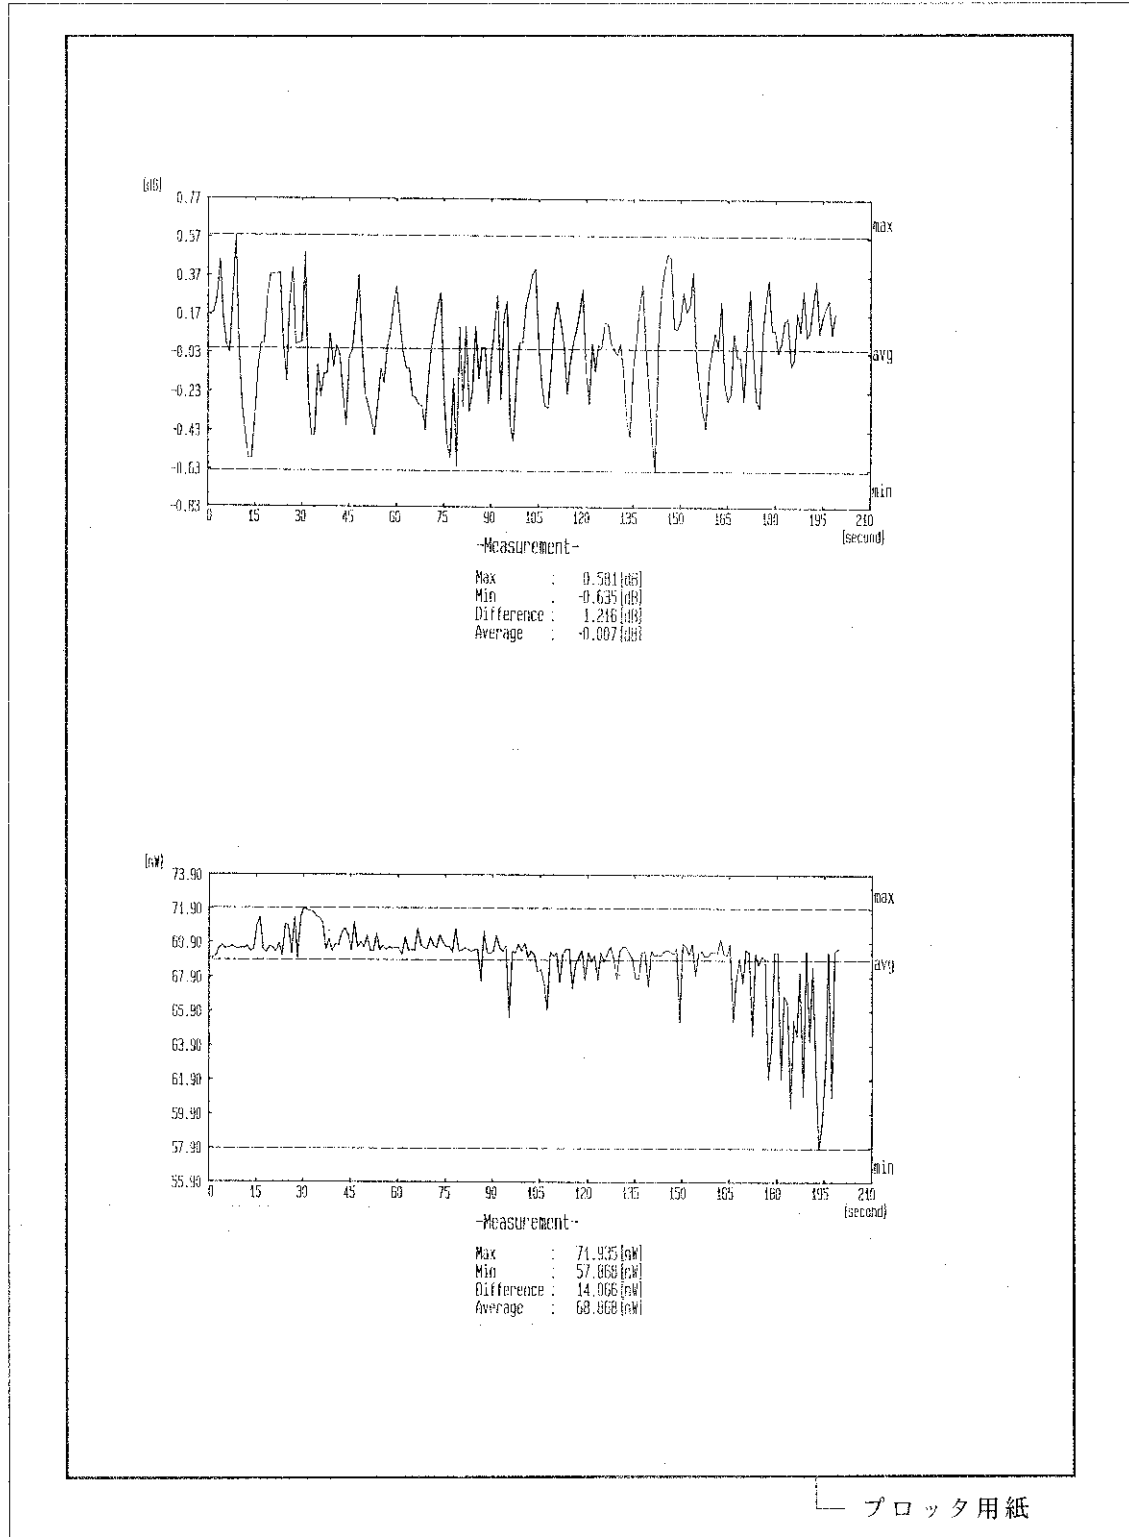 [dB]
0.77
0.57
0.37
0.17
-0.03
-0.23
-0.43
-0.63
-0.83
max
avg
min
0 15 30 45 60 75 90 105 120 135 150 165 180 195 210
[second]
-Measurement-
Max : 0.581[dB]
Min : -0.635[dB]
Difference : 1.216[dB]
Average : -0.007[dB]
[nW]
73.90
71.90
69.90
67.90
65.90
63.90
61.90
59.90
57.90
55.90
max
avg
min
0 15 30 45 60 75 90 105 120 135 150 165 180 195 210
[second]
-Measurement-
Max : 71.935[nW]
Min : 57.868[nW]
Difference : 14.066[nW]
Average : 68.868[nW]
プロッタ用紙